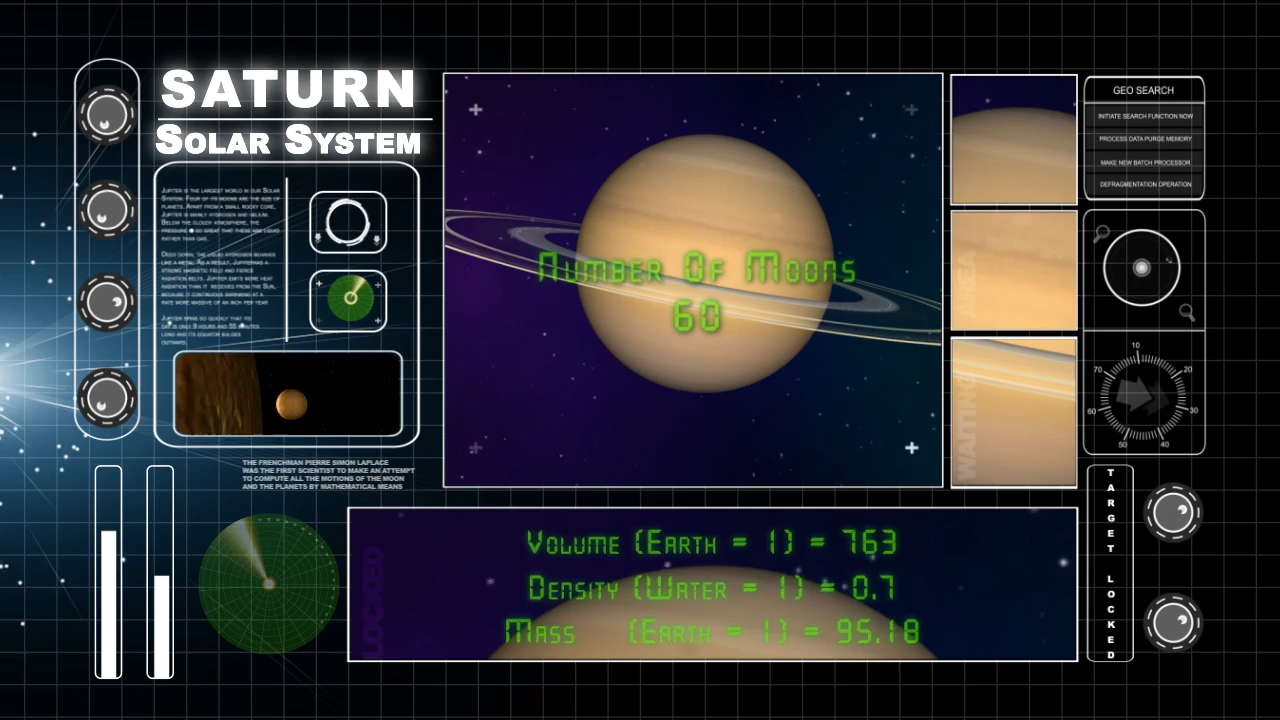 SATURN
SOLAR SYSTEM
JUPITER IS THE LARGEST WORLD IN OUR SOLAR
SYSTEM. FOUR OF ITS MOONS ARE THE SIZE OF
PLANETS. APART FROM A SMALL ROCKY CORE,
JUPITER IS MAINLY HYDROGEN AND HELIUM.
BELOW THE CLOUDY ATMOSPHERE, THE
PRESSURE IS SO GREAT THAT THESE ARE LIQUID
RATHER THAN GAS.
DEEP DOWN, THE LIQUID HYDROGEN BEHAVES
LIKE A METAL. AS A RESULT, JUPITERHAS A
STRONG MAGNETIC FIELD AND FIERCE
RADIATION BELTS. JUPITER EMITS MORE HEAT
RADIATION THAN IT RECEIVES FROM THE SUN,
BECAUSE IT CONTINUOUS SHRINKING AT A
RATE MORE MASSIVE OF AN INCH PER YEAR
JUPITER SPINS SO QUICKLY THAT ITS
DAY IS ONLY 9 HOURS AND 55 MINUTES
LONG AND ITS EQUATOR BULGES
OUTWARD.
THE FRENCHMAN PIERRE SIMON LAPLACE
WAS THE FIRST SCIENTIST TO MAKE AN ATTEMPT
TO COMPUTE ALL THE MOTIONS OF THE MOON
AND THE PLANETS BY MATHEMATICAL MEANS
NUMBER OF MOONS
60
AREA
WAITING
GEO SEARCH
INITIATE SEARCH FUNCTION NOW
PROCESS DATA PURGE MEMORY
MAKE NEW BATCH PROCESSOR
DEFRAGMENTATION OPERATION
10
20
30
40
50
60
70
LOCKED
VOLUME (EARTH = 1) = 763
DENSITY (WATER = 1) = 0.7
MASS (EARTH = 1) = 95.18
TARGET LOCKED